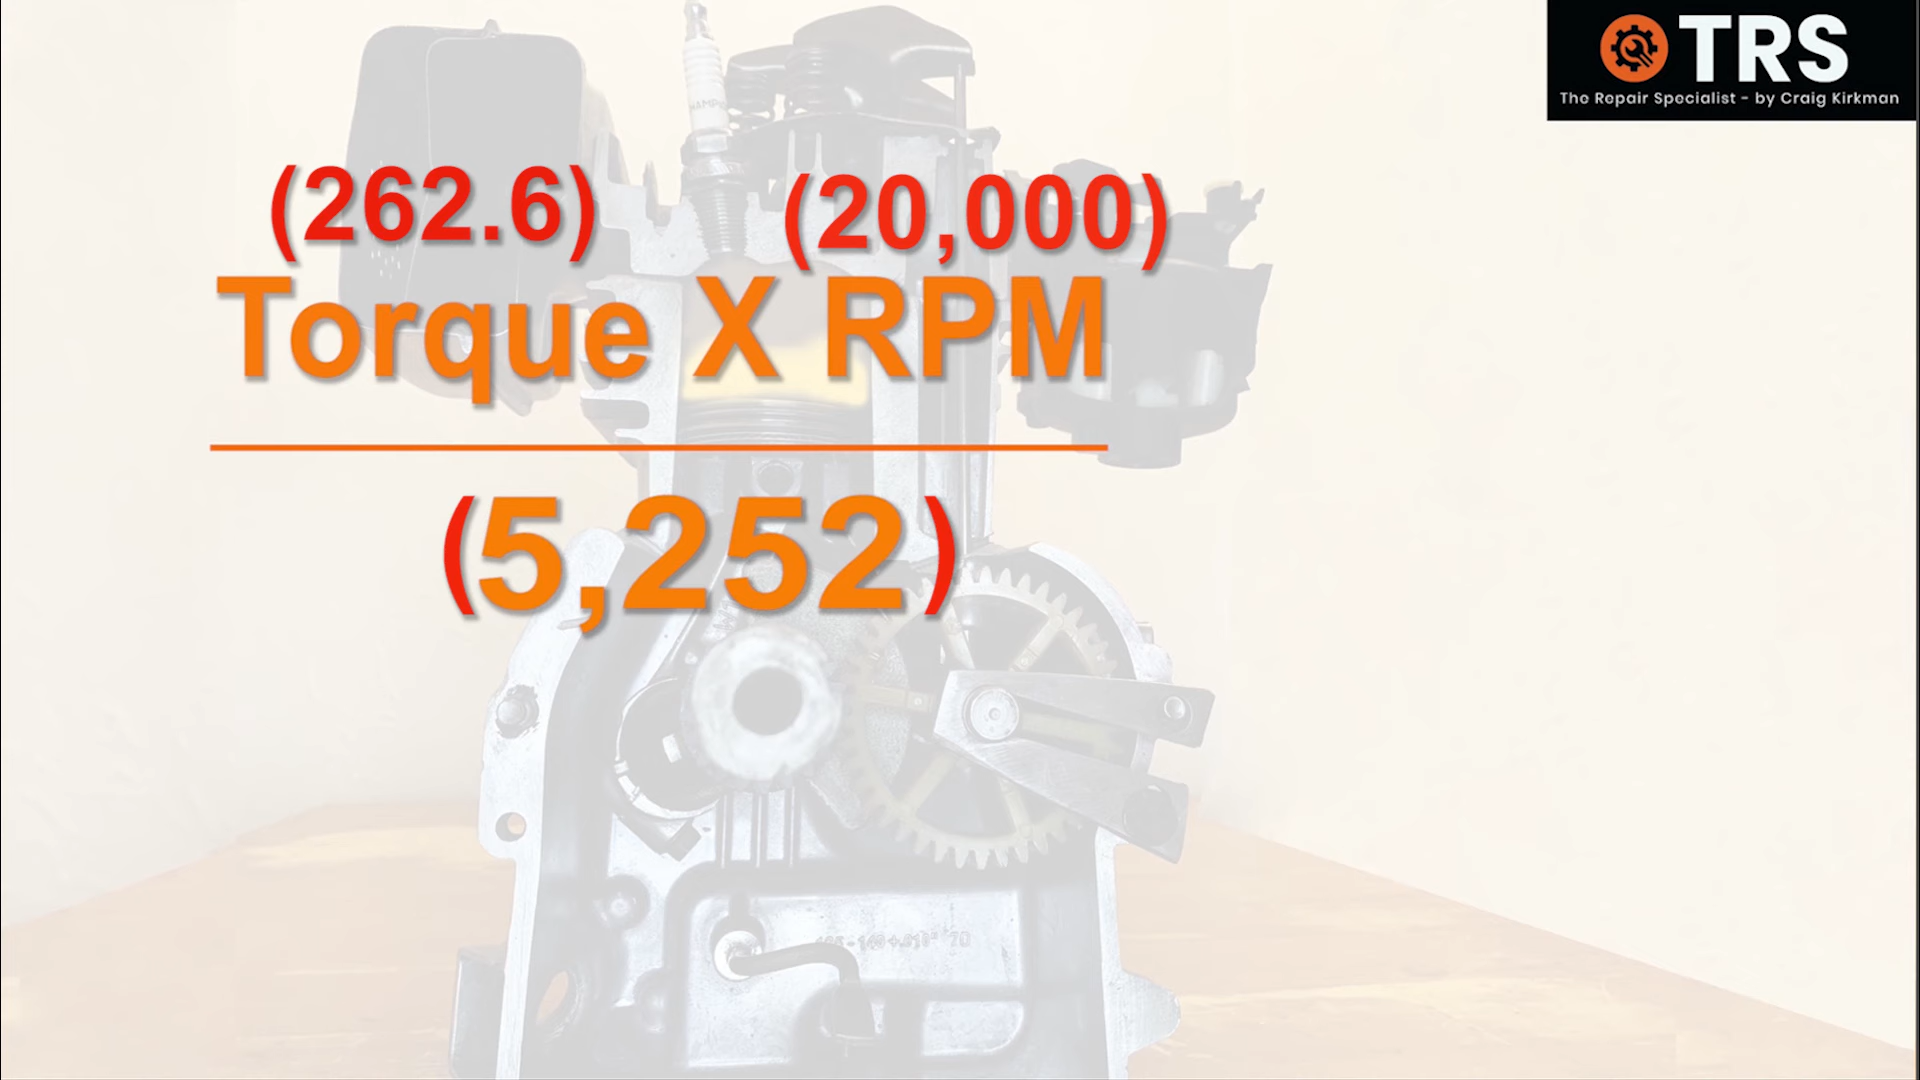 TRS
The Repair Specialist - by Craig Kirkman
(262.6) (20,000)
Torque X RPM
(5,252)